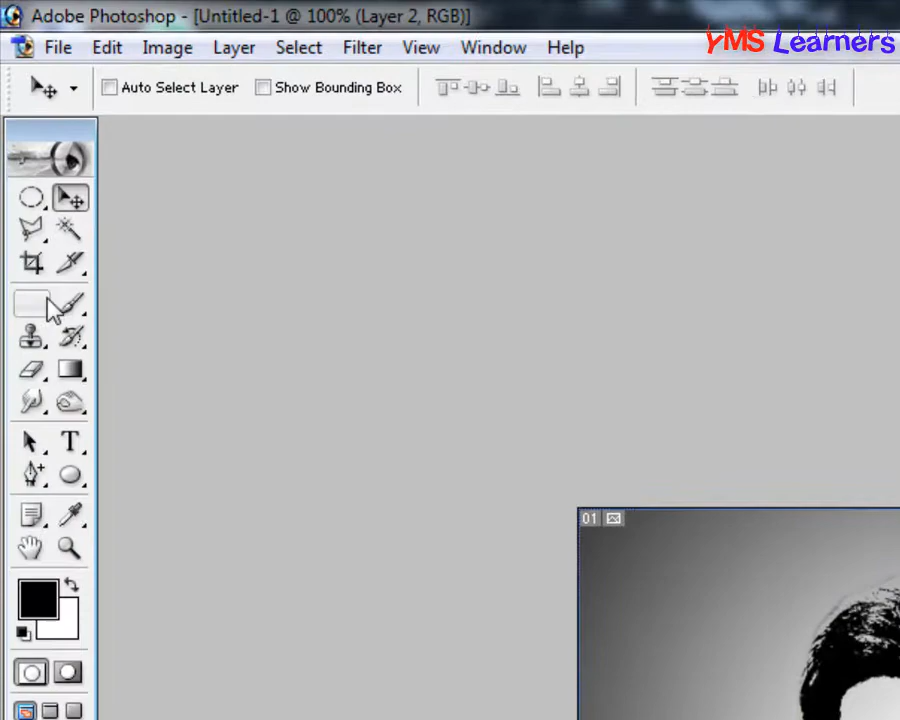 Adobe Photoshop - [Untitled-1 @ 100% (Layer 2, RGB)]
File Edit Image Layer Select Filter View Window Help
YMS Learners
Auto Select Layer Show Bounding Box
T
01